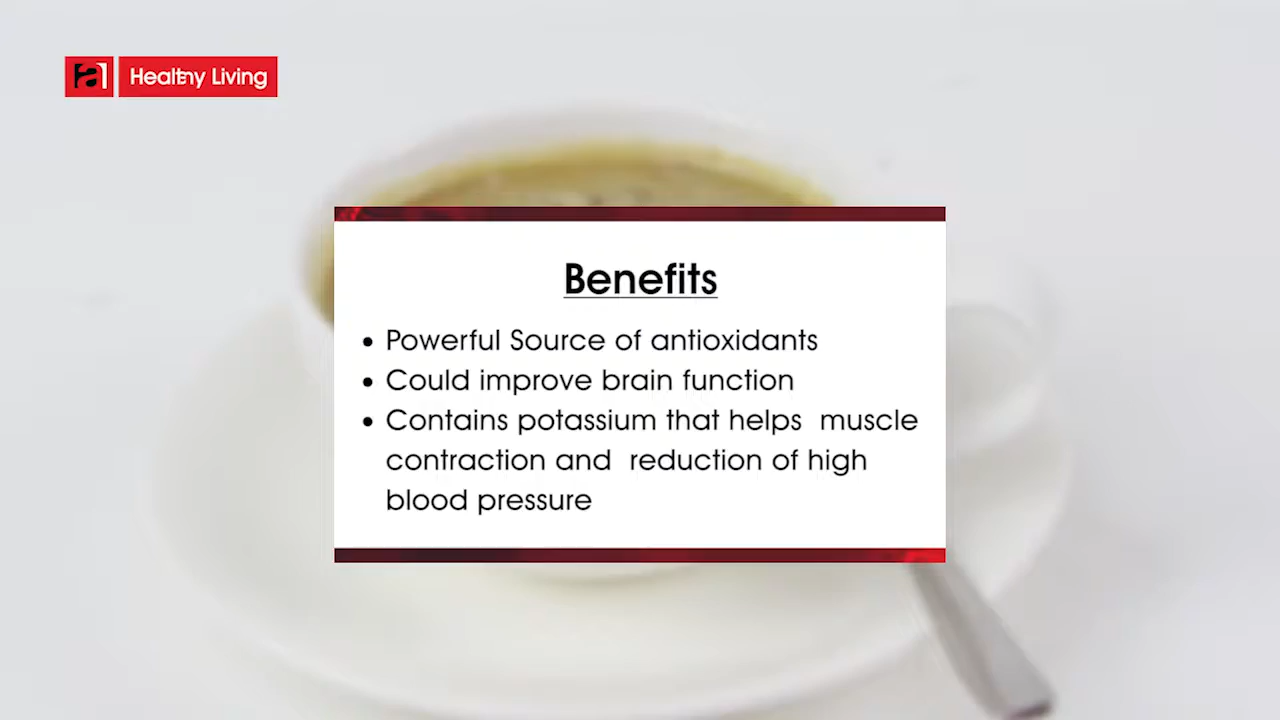 a1 Healthy Living
Benefits
• Powerful Source of antioxidants
• Could improve brain function
• Contains potassium that helps muscle
contraction and reduction of high
blood pressure